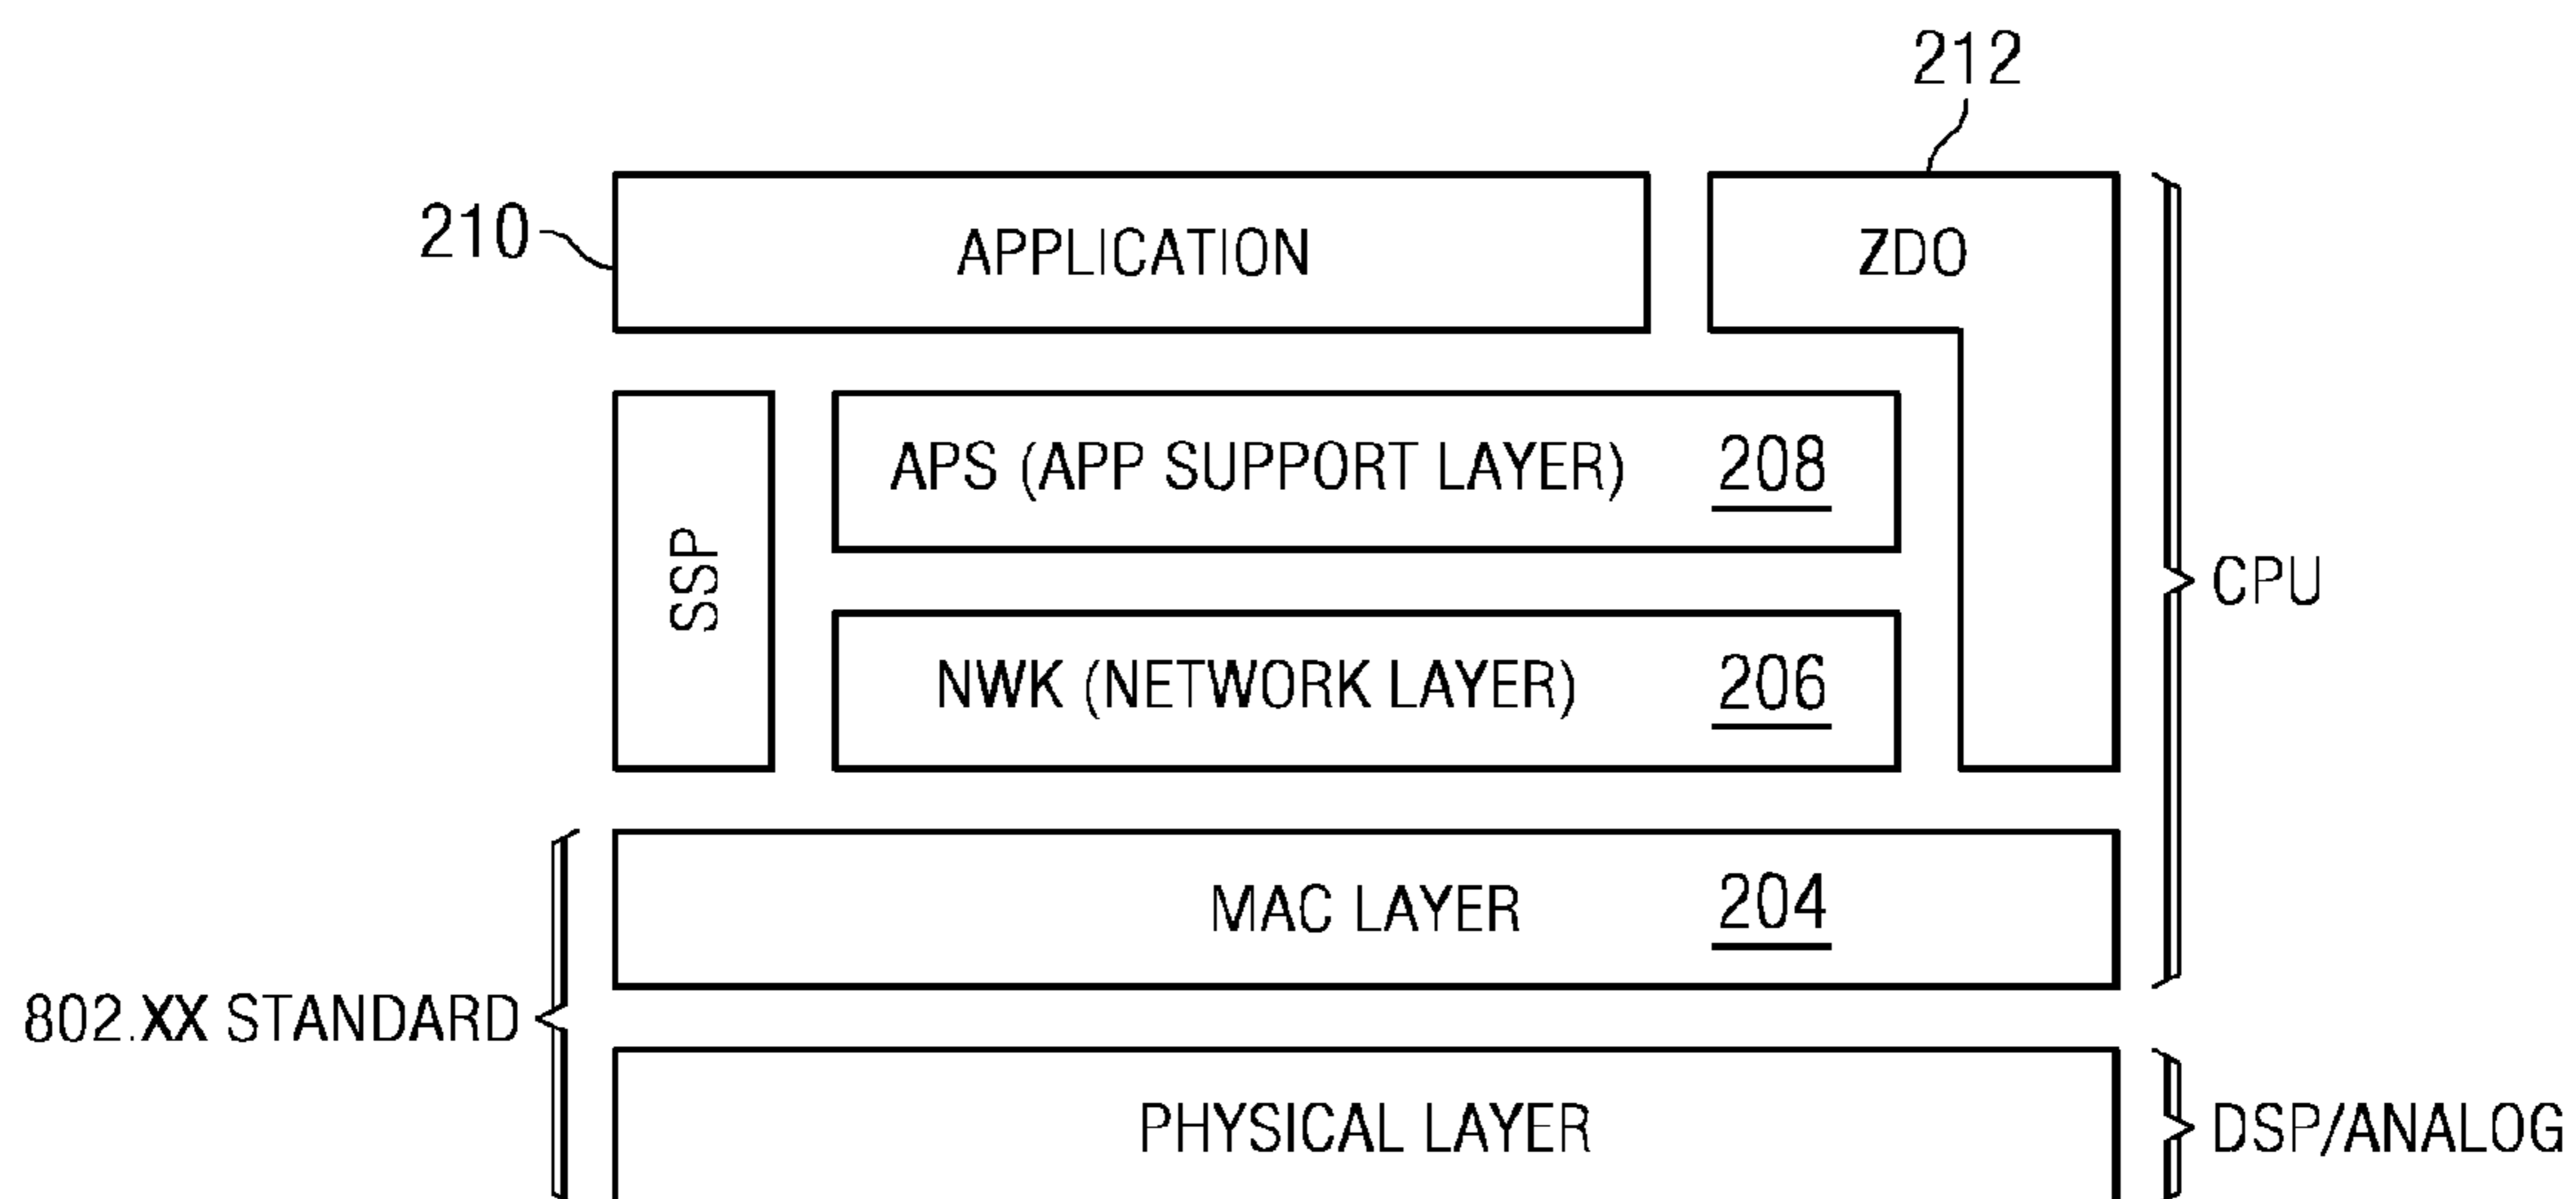 212
210
APPLICATION
ZDO
APS (APP SUPPORT LAYER) 208
SSP
CPU
NWK (NETWORK LAYER) 206
MAC LAYER 204
802.XX STANDARD
PHYSICAL LAYER
DSP/ANALOG